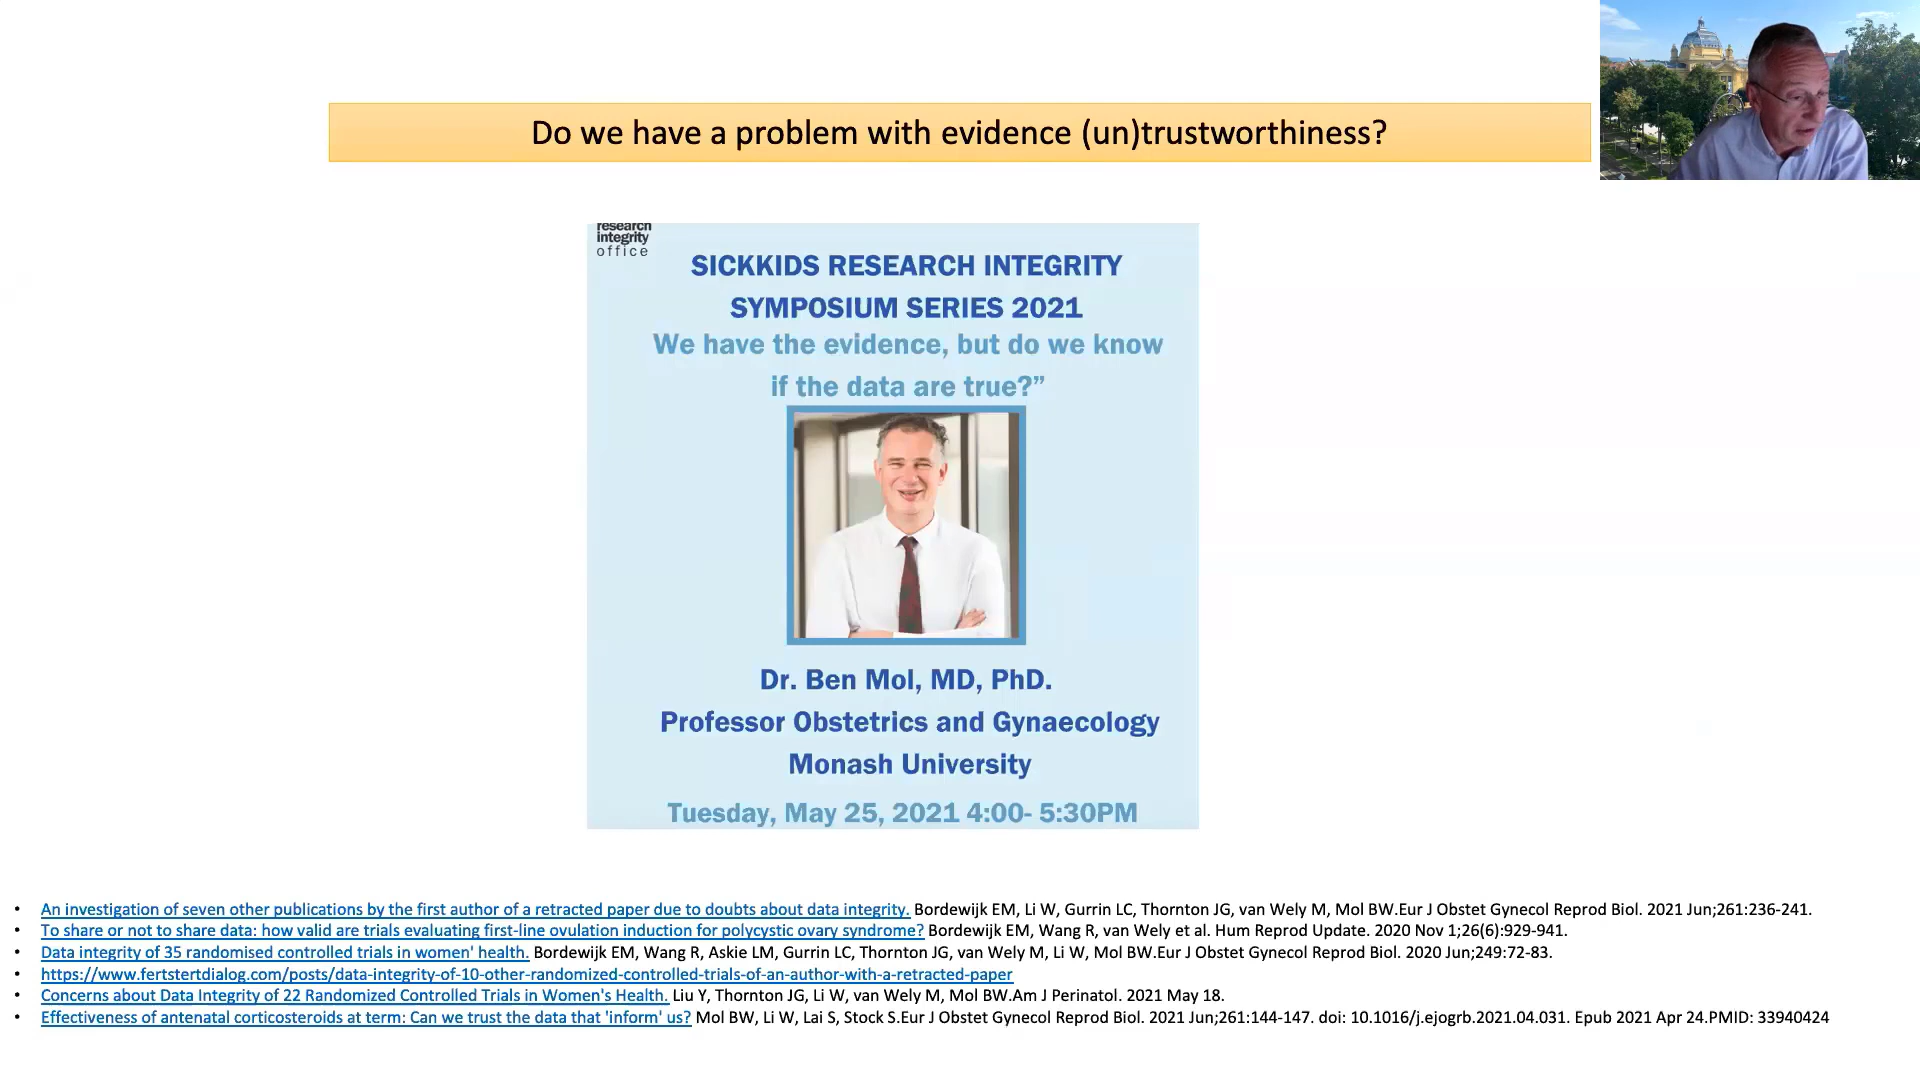 Do we have a problem with evidence (un)trustworthiness?
research
integrity
office
SICKKIDS RESEARCH INTEGRITY
SYMPOSIUM SERIES 2021
We have the evidence, but do we know
if the data are true?”
Dr. Ben Mol, MD, PhD.
Professor Obstetrics and Gynaecology
Monash University
Tuesday, May 25, 2021 4:00- 5:30PM
• An investigation of seven other publications by the first author of a retracted paper due to doubts about data integrity. Bordewijk EM, Li W, Gurrin LC, Thornton JG, van Wely M, Mol BW.Eur J Obstet Gynecol Reprod Biol. 2021 Jun;261:236-241.
• To share or not to share data: how valid are trials evaluating first-line ovulation induction for polycystic ovary syndrome? Bordewijk EM, Wang R, van Wely et al. Hum Reprod Update. 2020 Nov 1;26(6):929-941.
• Data integrity of 35 randomised controlled trials in women' health. Bordewijk EM, Wang R, Askie LM, Gurrin LC, Thornton JG, van Wely M, Li W, Mol BW.Eur J Obstet Gynecol Reprod Biol. 2020 Jun;249:72-83.
• https://www.fertstertdialog.com/posts/data-integrity-of-10-other-randomized-controlled-trials-of-an-author-with-a-retracted-paper
• Concerns about Data Integrity of 22 Randomized Controlled Trials in Women's Health. Liu Y, Thornton JG, Li W, van Wely M, Mol BW.Am J Perinatol. 2021 May 18.
• Effectiveness of antenatal corticosteroids at term: Can we trust the data that 'inform' us? Mol BW, Li W, Lai S, Stock S.Eur J Obstet Gynecol Reprod Biol. 2021 Jun;261:144-147. doi: 10.1016/j.ejogrb.2021.04.031. Epub 2021 Apr 24.PMID: 33940424